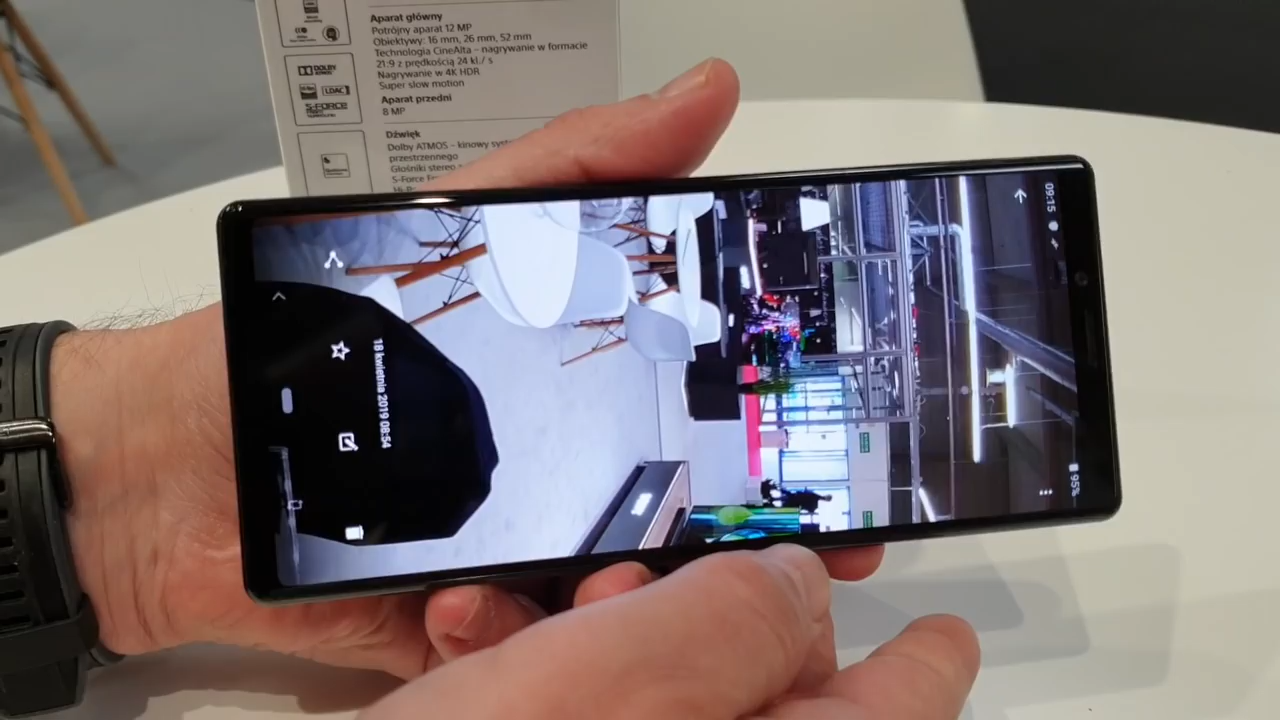 Aparat główny
Potrójny aparat 12 MP
Obiektywy: 16 mm, 26 mm, 52 mm
Technologia CineAlta – nagrywanie w formacie
21:9 z prędkością 24 kl./ s
Nagrywanie w 4K HDR
Super slow motion
Aparat przedni
8 MP
Dźwięk
Dolby ATMOS – kinowy
przestrzennego
Głośniki stereo
S-Force
DOLBY
LDAC
S-FORCE
09:15
95%
18 kwietnia 2019 08:54